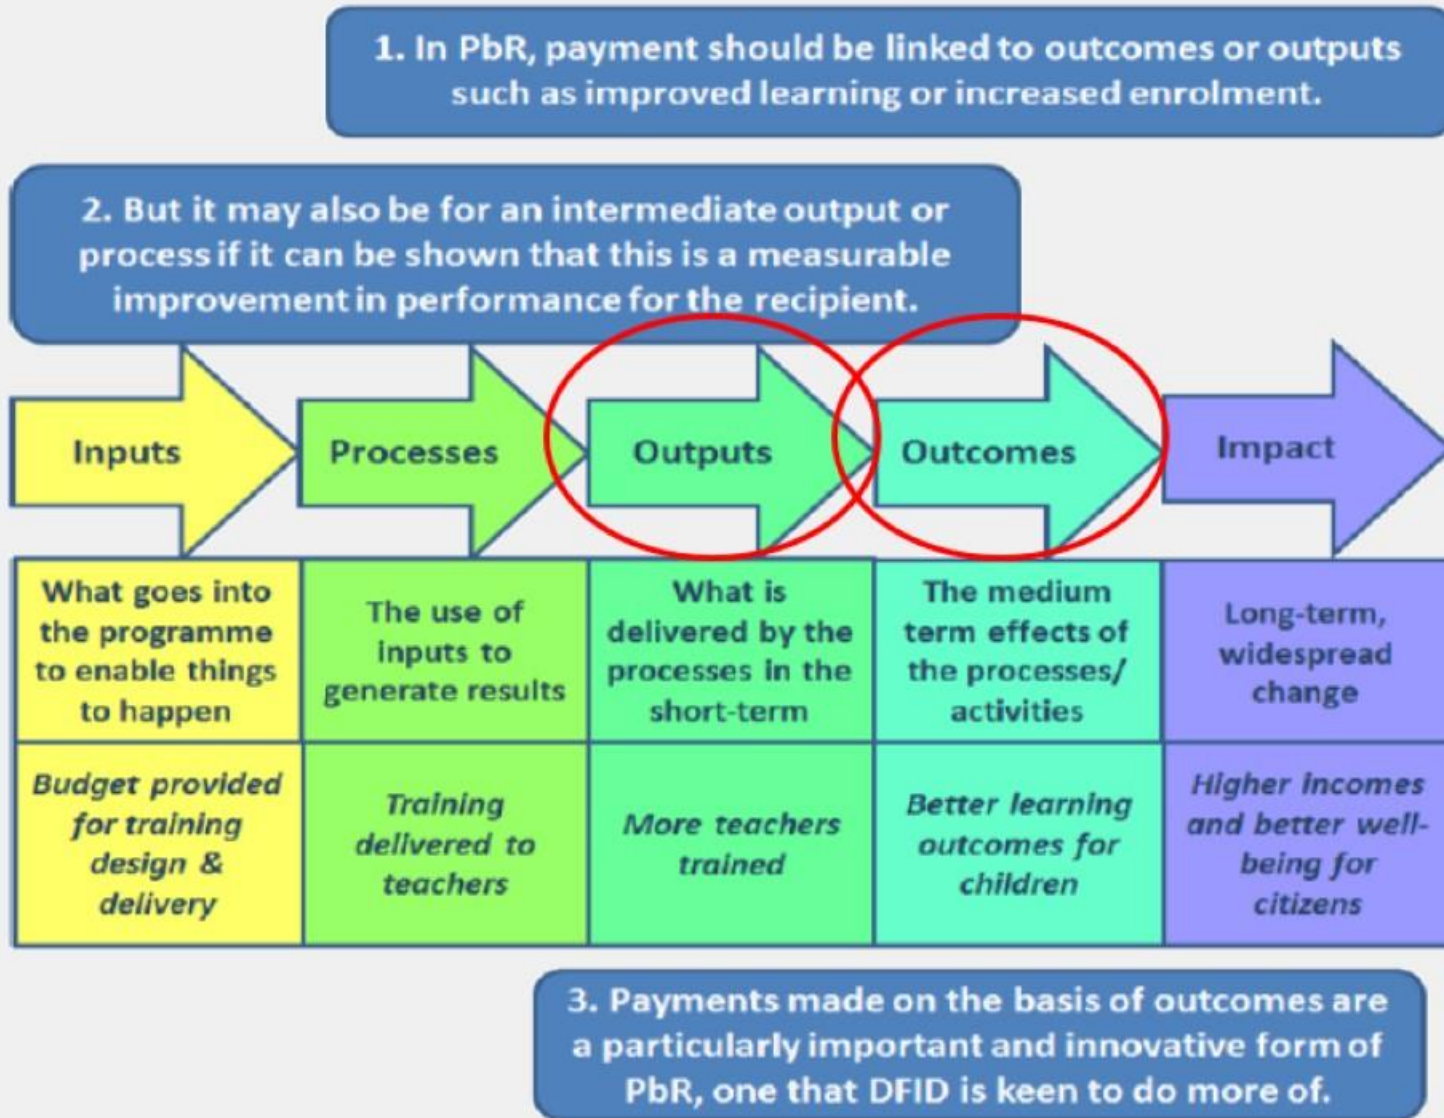 1. In PbR, payment should be linked to outcomes or outputs
such as improved learning or increased enrolment.
2. But it may also be for an intermediate output or
process if it can be shown that this is a measurable
improvement in performance for the recipient.
Inputs
Processes
Outputs
Outcomes
Impact
What goes into
the programme
to enable things
to happen
The use of
inputs to
generate results
What is
delivered by the
processes in the
short-term
The medium
term effects of
the processes/
activities
Long-term,
widespread
change
Budget provided
for training
design &
delivery
Training
delivered to
teachers
More teachers
trained
Better learning
outcomes for
children
Higher incomes
and better well-
being for
citizens
3. Payments made on the basis of outcomes are
a particularly important and innovative form of
PbR, one that DFID is keen to do more of.